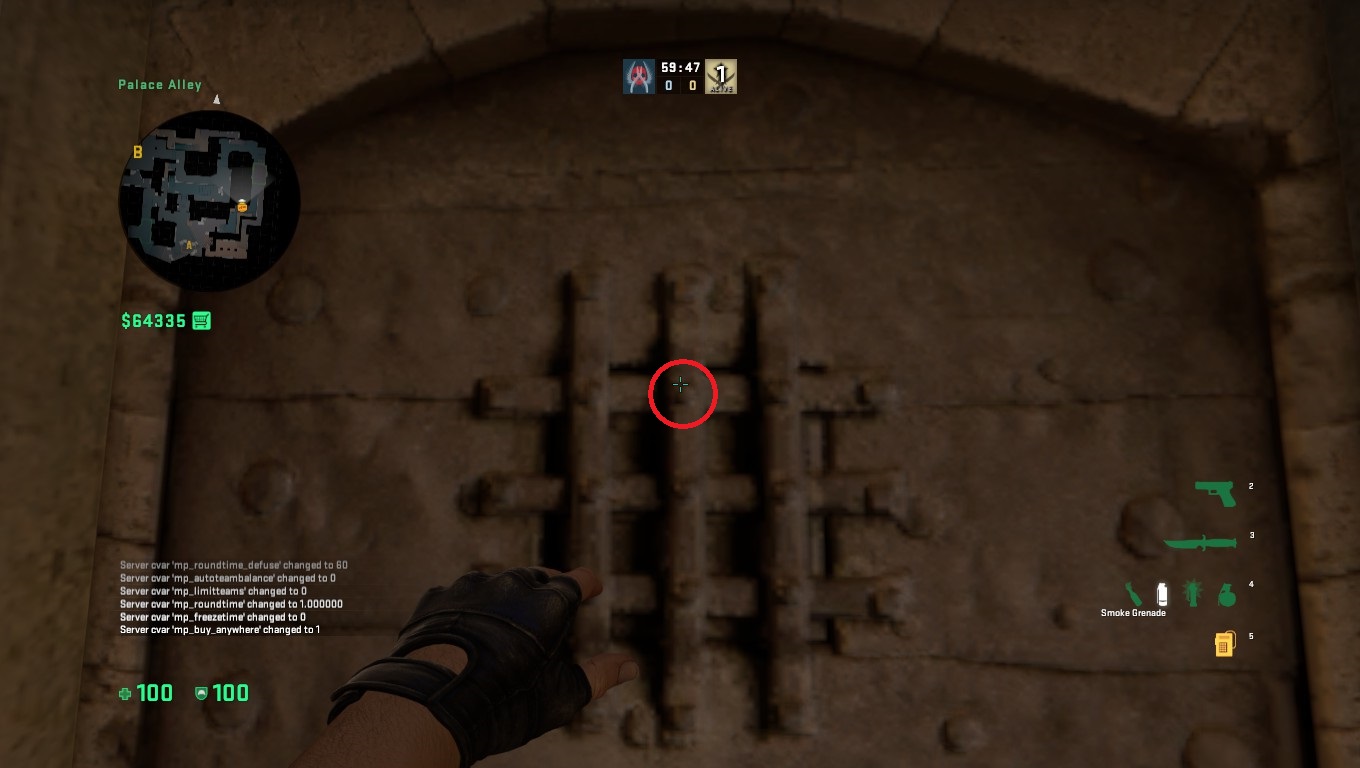 Palace Alley
59:47
1
0 0
ALIVE
B
A
$64335
2
3
4
Smoke Grenade
5
Server cvar 'mp_roundtime_defuse' changed to 60
Server cvar 'mp_autoteambalance' changed to 0
Server cvar 'mp_limitteams' changed to 0
Server cvar 'mp_roundtime' changed to 1.000000
Server cvar 'mp_freezetime' changed to 0
Server cvar 'mp_buy_anywhere' changed to 1
100 100